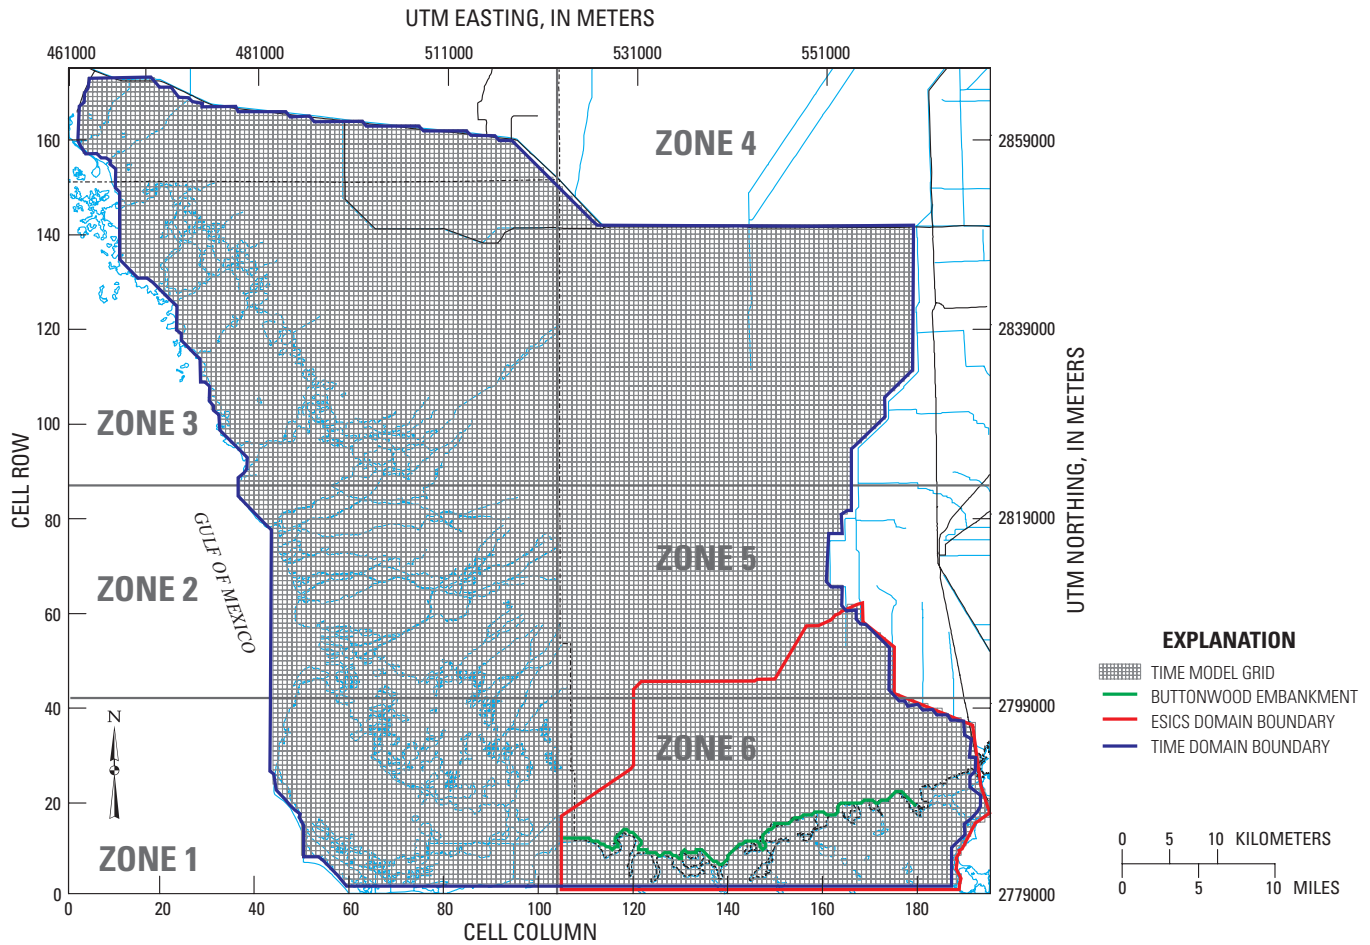 UTM EASTING, IN METERS
461000 481000 511000 531000 551000
160 ZONE 4 2859000
140
120 2839000
ZONE 3
100
CELL ROW
UTM NORTHING, IN METERS
80 2819000
GULF OF MEXICO
ZONE 5
ZONE 2
60
40 2799000
N
ZONE 6
20
ZONE 1
0 2779000
0 20 40 60 80 100 120 140 160 180
CELL COLUMN
EXPLANATION
TIME MODEL GRID
BUTTONWOOD EMBANKMENT
ESICS DOMAIN BOUNDARY
TIME DOMAIN BOUNDARY
0 5 10 KILOMETERS
0 5 10 MILES